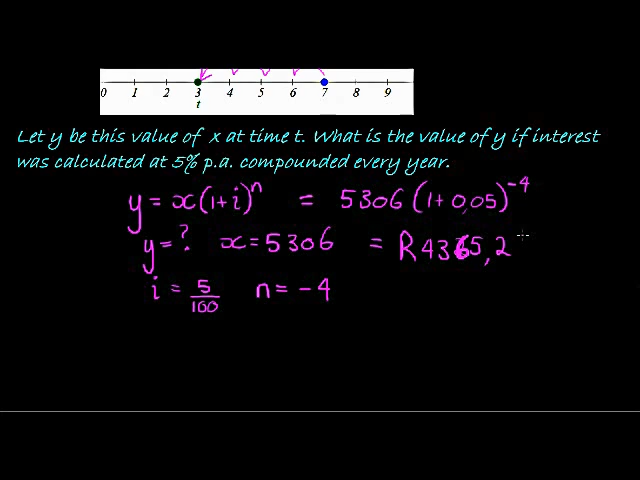 0 1 2 3 4 5 6 7 8 9
t
Let y be this value of x at time t. What is the value of y if interest
was calculated at 5% p.a. compounded every year.
y = x(1+i)^n = 5306 (1+0,05)^-4
y = ? x = 5306 = R4365,2
i = 5/100 n = -4